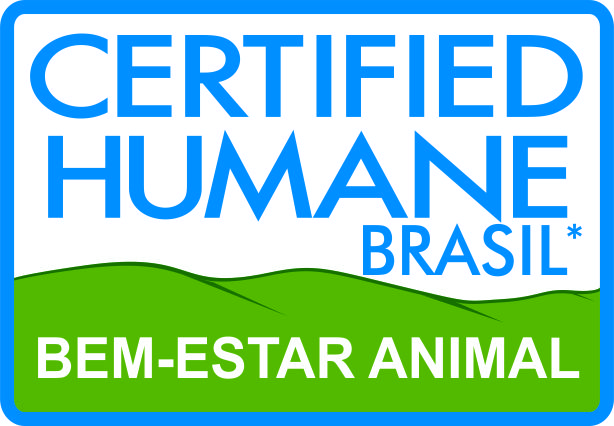 CERTIFIED
HUMANE
BRASIL*
BEM-ESTAR ANIMAL